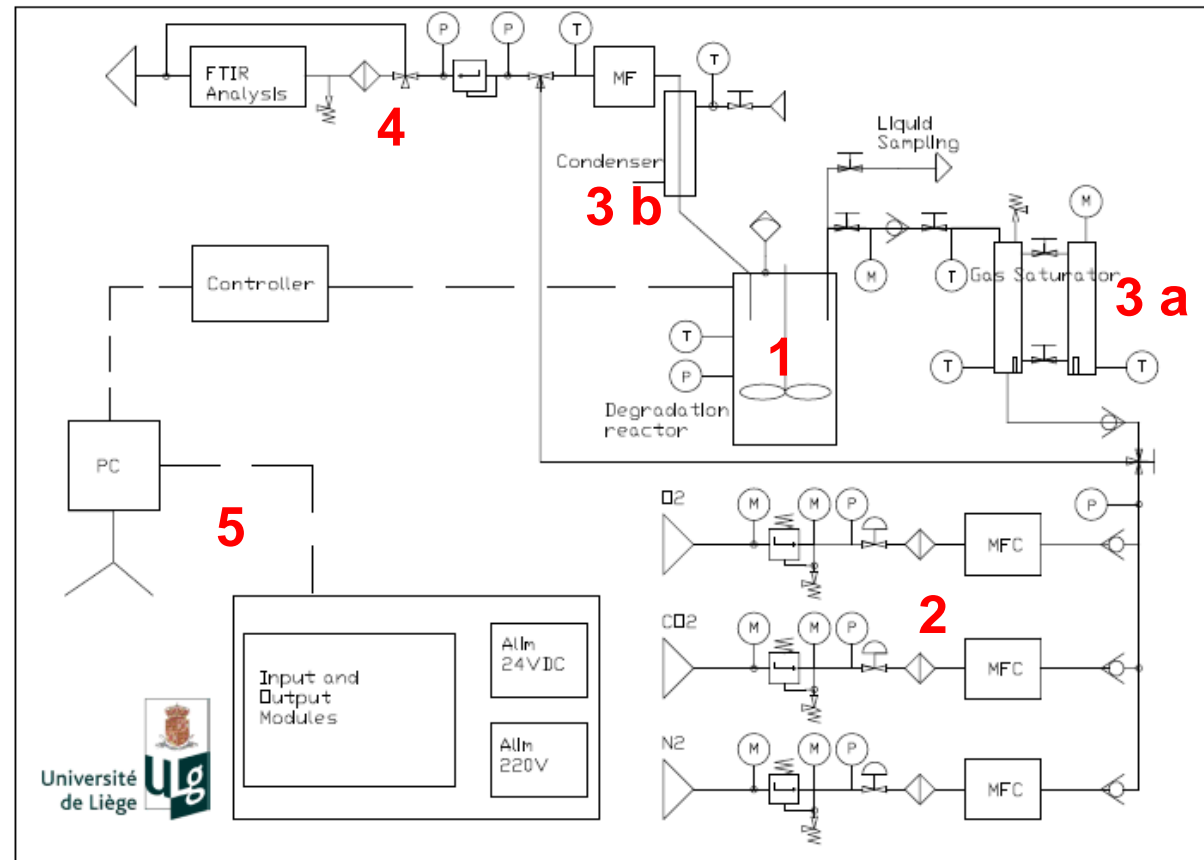 P
P
T
T
FTIR
Analysis
MF
4
Liquid
Sampling
Condenser
3 b
M
M
T
Gas Saturator
3 a
Controller
T
1
T
T
P
Degradation
reactor
PC
5
O2
M
M
P
P
MFC
2
CO2
M
M
P
MFC
Input and
Output
Modules
Alim
24VDC
N2
M
M
P
MFC
Alim
220V
Université
de Liège
ULg